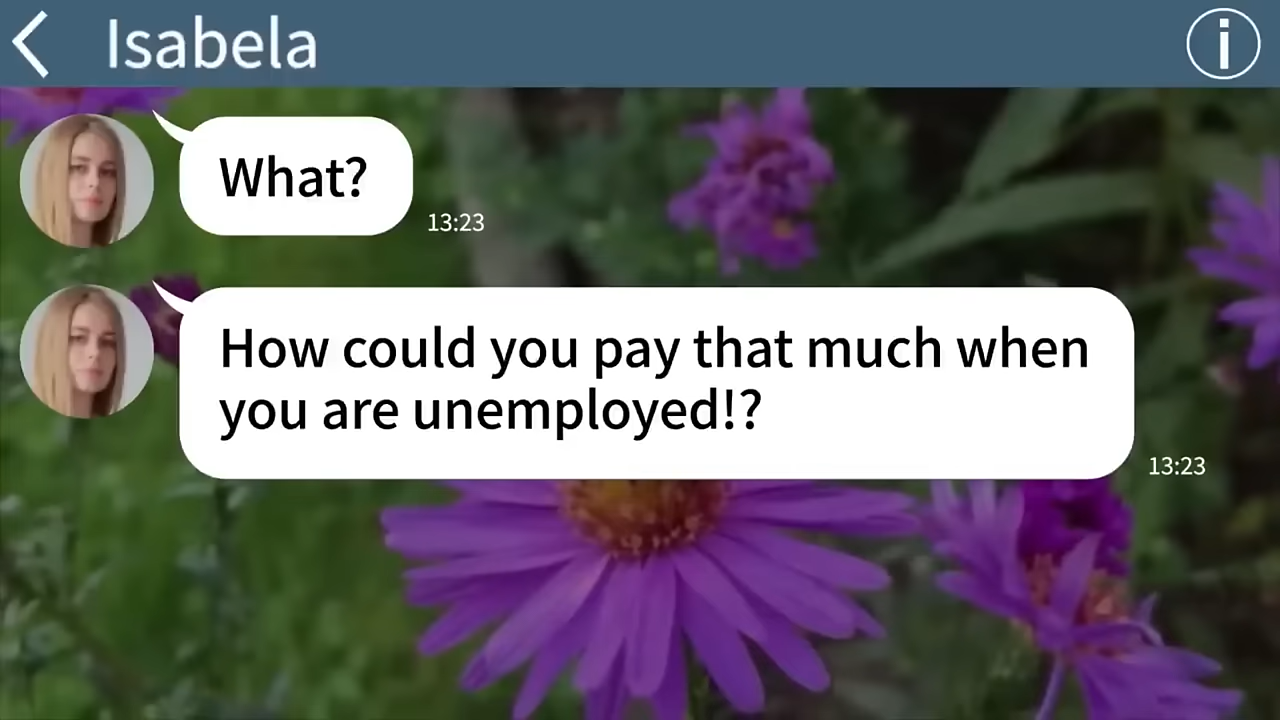 Isabela
What?
13:23
How could you pay that much when
you are unemployed!?
13:23